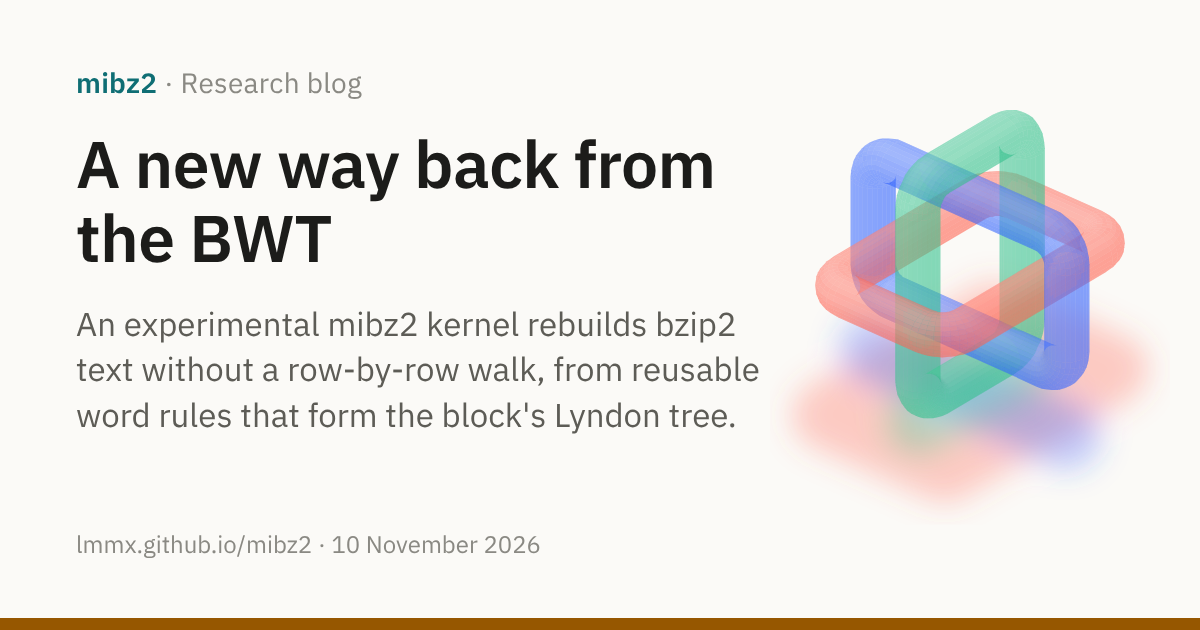 mibz2 · Research blog
A new way back from
the BWT
An experimental mibz2 kernel rebuilds bzip2
text without a row-by-row walk, from reusable
word rules that form the block's Lyndon tree.
lmmx.github.io/mibz2 · 10 November 2026